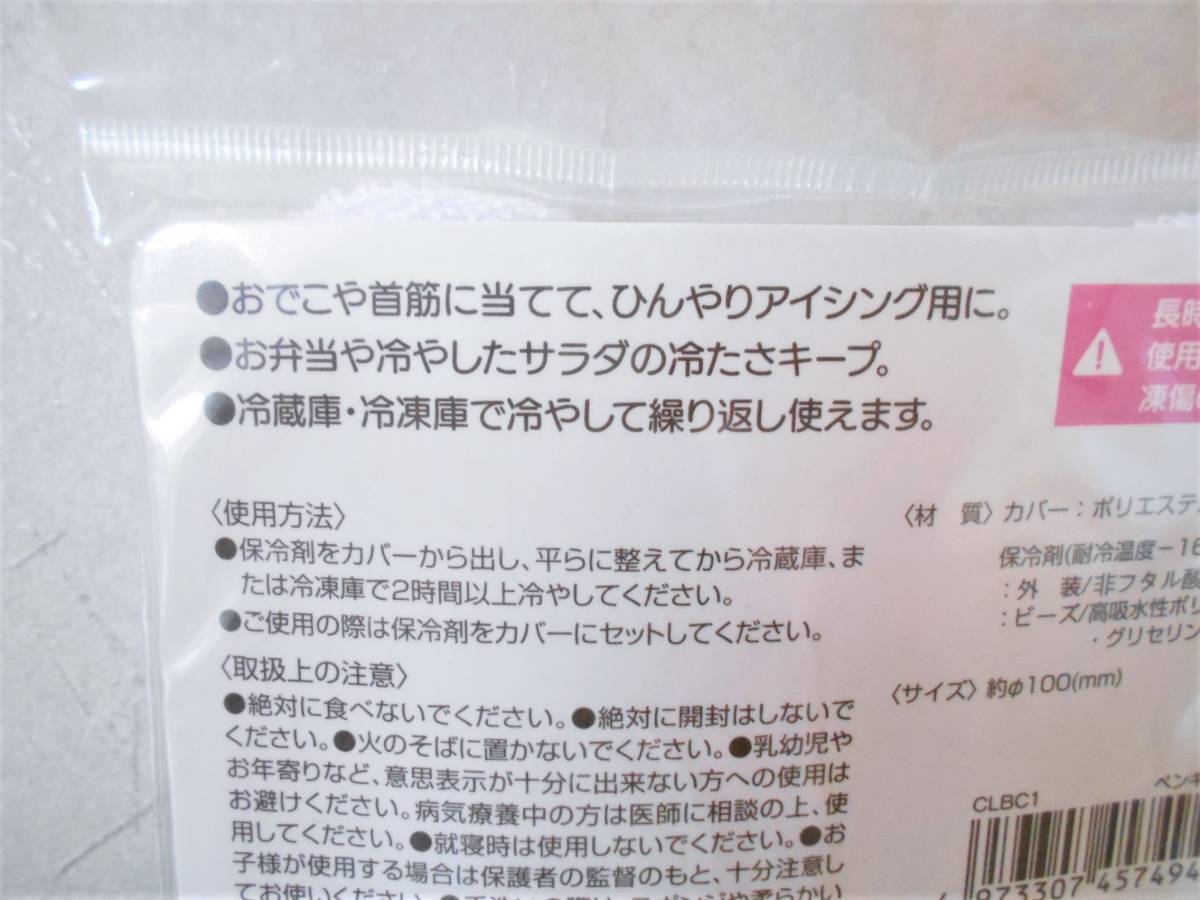 ●おでこや首筋に当てて、ひんやりアイシング用に。
●お弁当や冷やしたサラダの冷たさキープ。
●冷蔵庫・冷凍庫で冷やして繰り返し使えます。
長時
使用
凍傷
〈使用方法〉
●保冷剤をカバーから出し、平らに整えてから冷蔵庫、ま
たは冷凍庫で2時間以上冷やしてください。
●ご使用の際は保冷剤をカバーにセットしてください。
〈取扱上の注意〉
●絶対に食べないでください。●絶対に開封はしないで
ください。●火のそばに置かないでください。●乳幼児や
お年寄りなど、意思表示が十分に出来ない方への使用は
お避けください。病気療養中の方は医師に相談の上、使
用してください。●就寝時は使用しないでください。●お
子様が使用する場合は保護者の監督のもと、十分注意し
てお使いください。
〈材 質〉カバー：ポリエステル
保冷剤(耐冷温度－16
：外 装/非フタル酸
：ビーズ/高吸水性ポリ
・グリセリン
〈サイズ〉約φ100(mm)
ペンギ
CLBC1
973307 457494